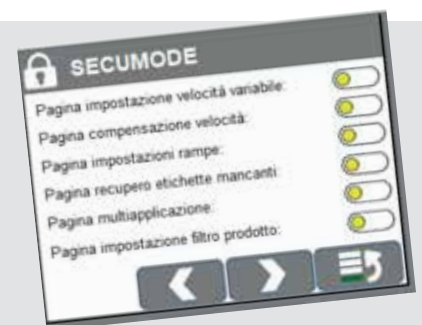 SECUMODE
Pagina impostazione velocità variabile:
Pagina compensazione velocità:
Pagina impostazioni rampe:
Pagina recupero etichette mancanti:
Pagina multiapplicazione:
Pagina impostazione filtro prodotto: